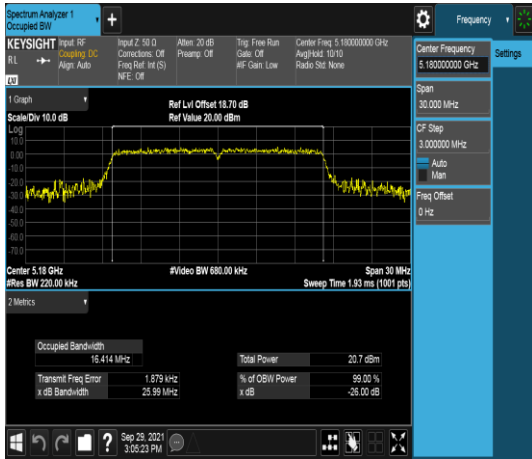 Spectrum Analyzer 1
Occupied BW
Frequency
KEYSIGHT
RL
LXI
Input: RF
Coupling: DC
Align: Auto
Input Z: 50 Ω
Corrections: Off
Freq Ref: Int (S)
NFE: Off
Atten: 20 dB
Preamp: Off
Trig: Free Run
Gate: Off
#IF Gain: Low
Center Freq: 5.180000000 GHz
Avg|Hold: 10/10
Radio Std: None
Center Frequency
5.180000000 GHz
Settings
Span
30.000 MHz
CF Step
3.000000 MHz
Auto
Man
Freq Offset
0 Hz
1 Graph
Scale/Div 10.0 dB
Ref Lvl Offset 18.70 dB
Ref Value 20.00 dBm
Log
10.0
0.00
-10.0
-20.0
-30.0
-40.0
-50.0
-60.0
-70.0
Center 5.18 GHz
#Res BW 220.00 kHz
#Video BW 680.00 kHz
Span 30 MHz
Sweep Time 1.93 ms (1001 pts)
2 Metrics
Occupied Bandwidth
16.414 MHz
Total Power 20.7 dBm
Transmit Freq Error 1.879 kHz
% of OBW Power 99.00 %
x dB Bandwidth 25.99 MHz
x dB -26.00 dB
?
Sep 29, 2021
3:05:23 PM